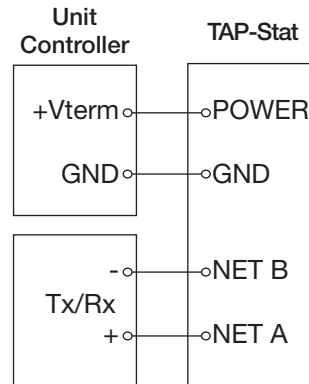 Unit
Controller
TAP-Stat
+Vterm
POWER
GND
GND
-
NET B
Tx/Rx
+
NET A